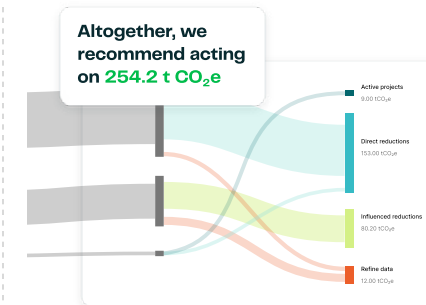 Altogether, we
recommend acting
on 254.2 t CO₂e
Active projects
9.00 tCO₂e
Direct reductions
153.00 tCO₂e
Influenced reductions
80.20 tCO₂e
Refine data
12.00 tCO₂e